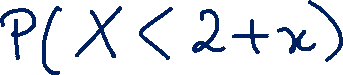 P(X < 2 + x)